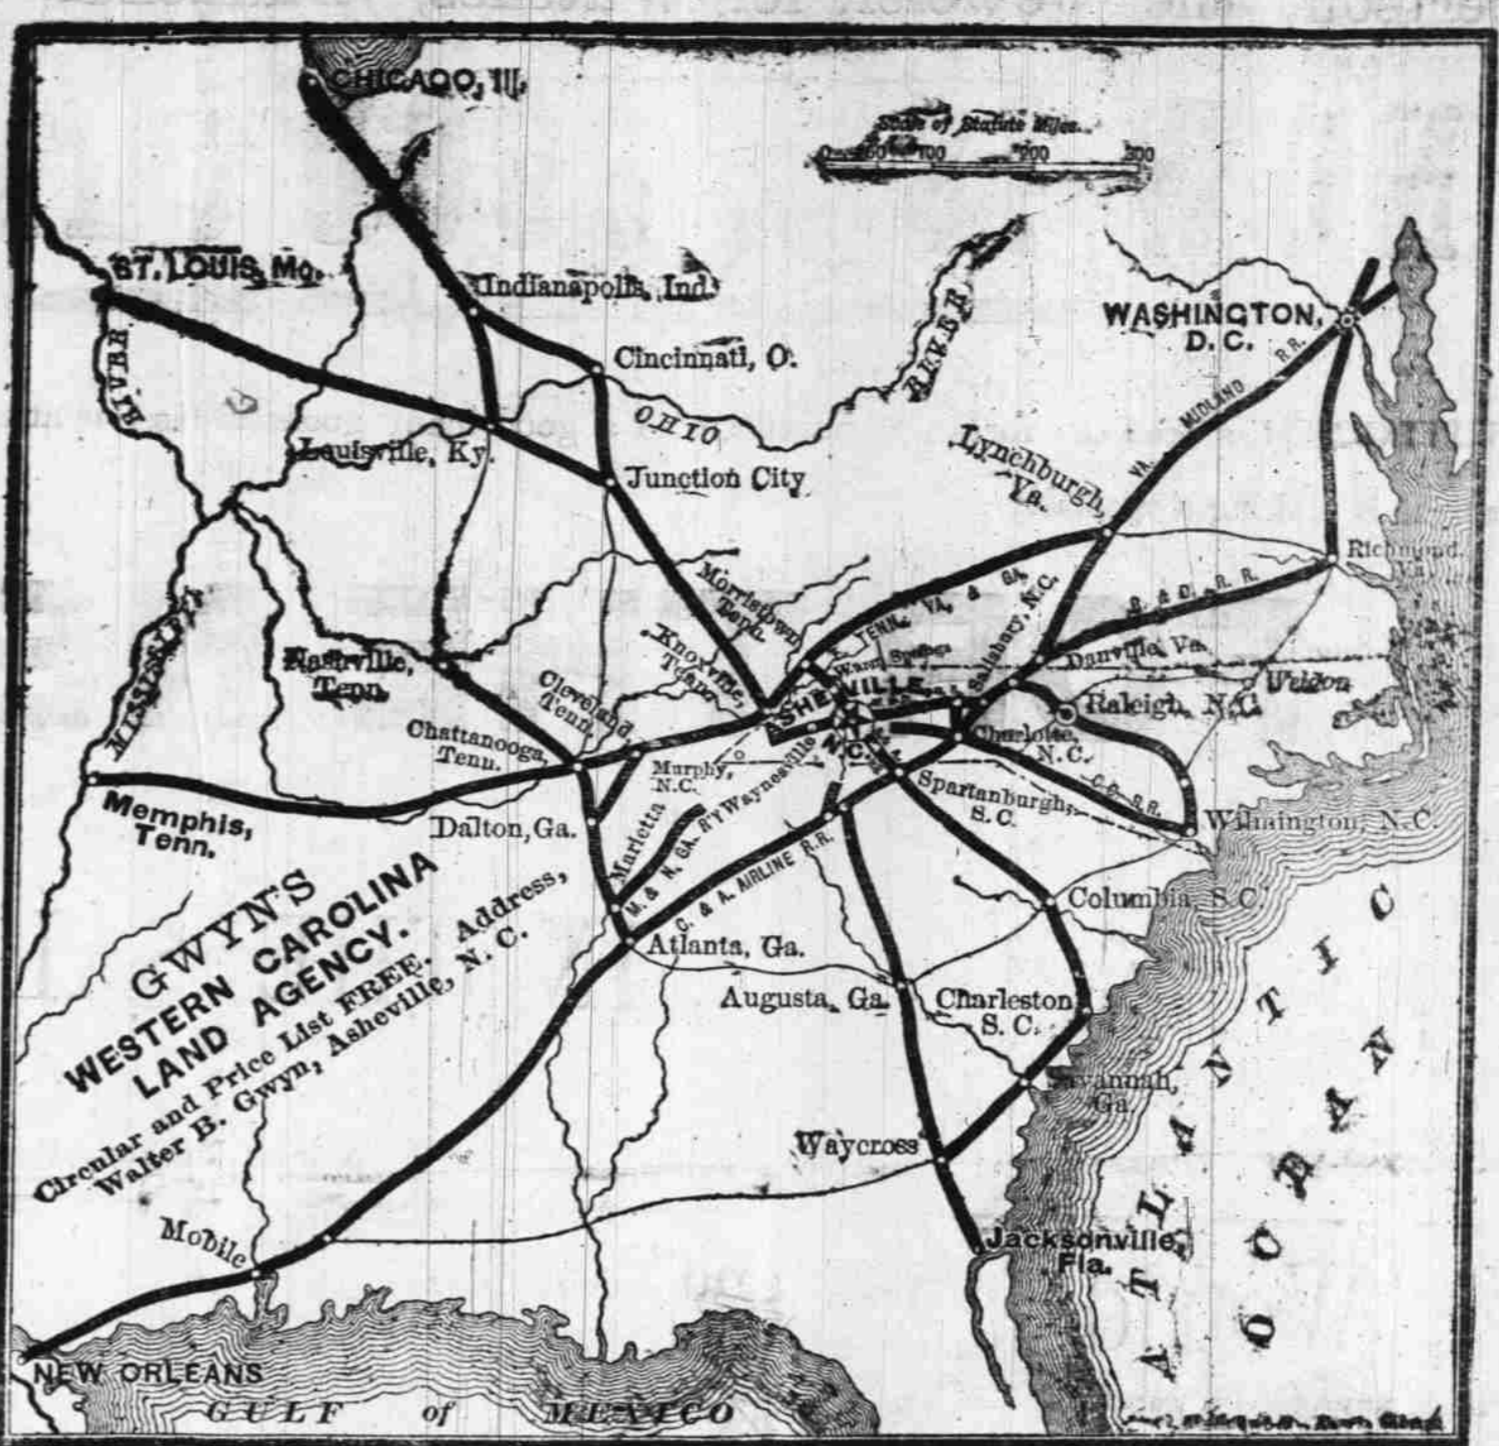 CHICAGO, Ill.
Scale of Statute Miles.
0 50 100 200 300
ST. LOUIS, Mo.
Indianapolis, Ind.
WASHINGTON,
D. C.
RIVER
Cincinnati, O.
RIVER
OHIO
VA. MIDLAND R.R.
Louisville, Ky.
Junction City
Lynchburgh,
Va.
Richmond,
Va.
MISSISSIPPI
Morristown
Tenn.
TENN. VA. & GA.
R. & D. R. R.
Knoxville,
Tenn.
Warm Springs
Salsbury, N.C.
Danville, Va.
Nashville,
Tenn.
Cleveland
Tenn.
ASHEVILLE,
N.C.
Weldon
Raleigh, N.C.
Chattanooga,
Tenn.
Murphy,
N.C.
Waynesville
Charlotte,
N.C.
Memphis,
Tenn.
Dalton, Ga.
Marietta
M. & N. GA. R'Y
Spartanburgh,
S.C.
C.C. R.R.
Wilmington, N.C.
C. & A. AIRLINE R.R.
GWYN'S
WESTERN CAROLINA
LAND AGENCY.
Circular and Price List FREE. Address,
Walter B. Gwyn, Asheville, N. C.
Atlanta, Ga.
Columbia, S.C.
Augusta, Ga.
Charleston
S. C.
Savannah,
Ga.
Waycross
Mobile
Jacksonville,
Fla.
ATLANTIC
OCEAN
NEW ORLEANS
GULF of MEXICO